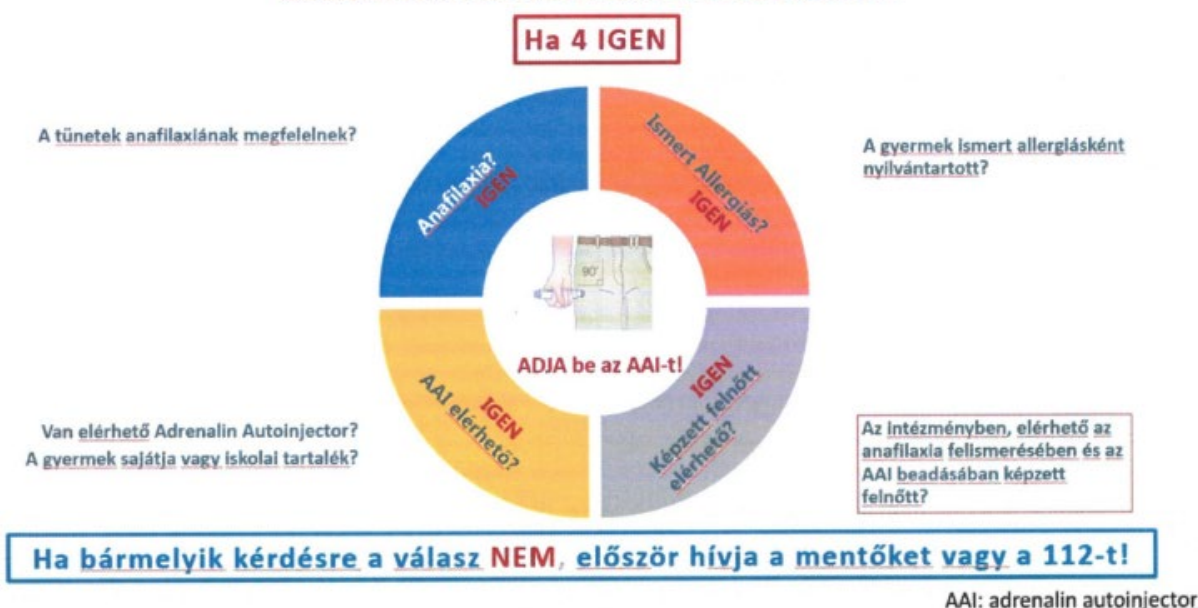 Ha 4 IGEN
A tünetek anafilaxiának megfelelnek?
Anafilaxia?
IGEN
Ismert Allergiás?
IGEN
A gyermek ismert allergiásként
nyilvántartott?
90°
ADJA be az AAI-t!
Van elérhető Adrenalin Autoinjector?
A gyermek sajátja vagy iskolai tartalék?
IGEN
AAI elérhető?
IGEN
Képzett felnőtt
elérhető?
Az intézményben, elérhető az
anafilaxia felismerésében és az
AAI beadásában képzett
felnőtt?
Ha bármelyik kérdésre a válasz NEM, először hívja a mentőket vagy a 112-t!
AAI: adrenalin autoinjector